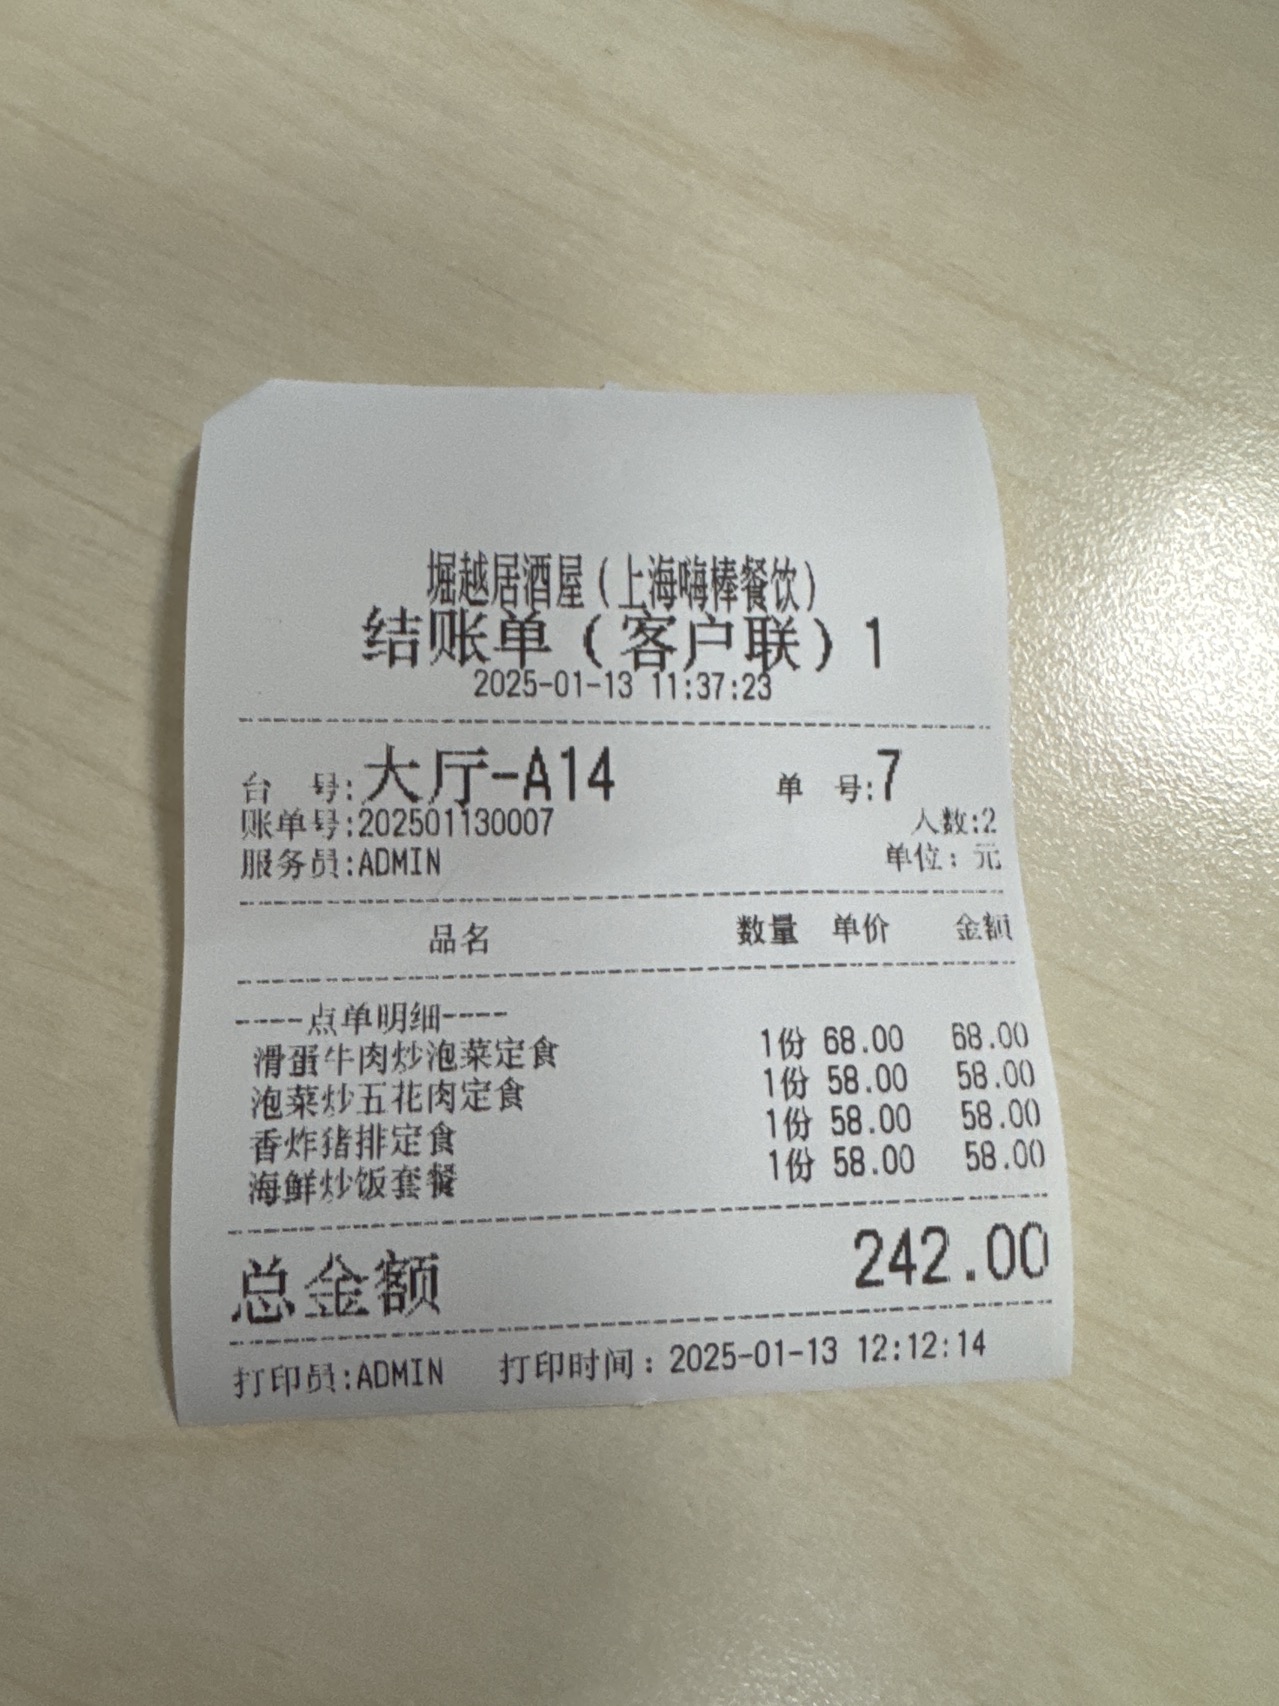 堀越居酒屋(上海嗨棒餐饮)
结账单(客户联)1
2025-01-13 11:37:23
台 号:大厅-A14 单 号:7
账单号:202501130007 人数:2
服务员:ADMIN 单位：元
品名 数量 单价 金额
----点单明细----
滑蛋牛肉炒泡菜定食 1份 68.00 68.00
泡菜炒五花肉定食 1份 58.00 58.00
香炸猪排定食 1份 58.00 58.00
海鲜炒饭套餐 1份 58.00 58.00
总金额 242.00
打印员:ADMIN 打印时间：2025-01-13 12:12:14